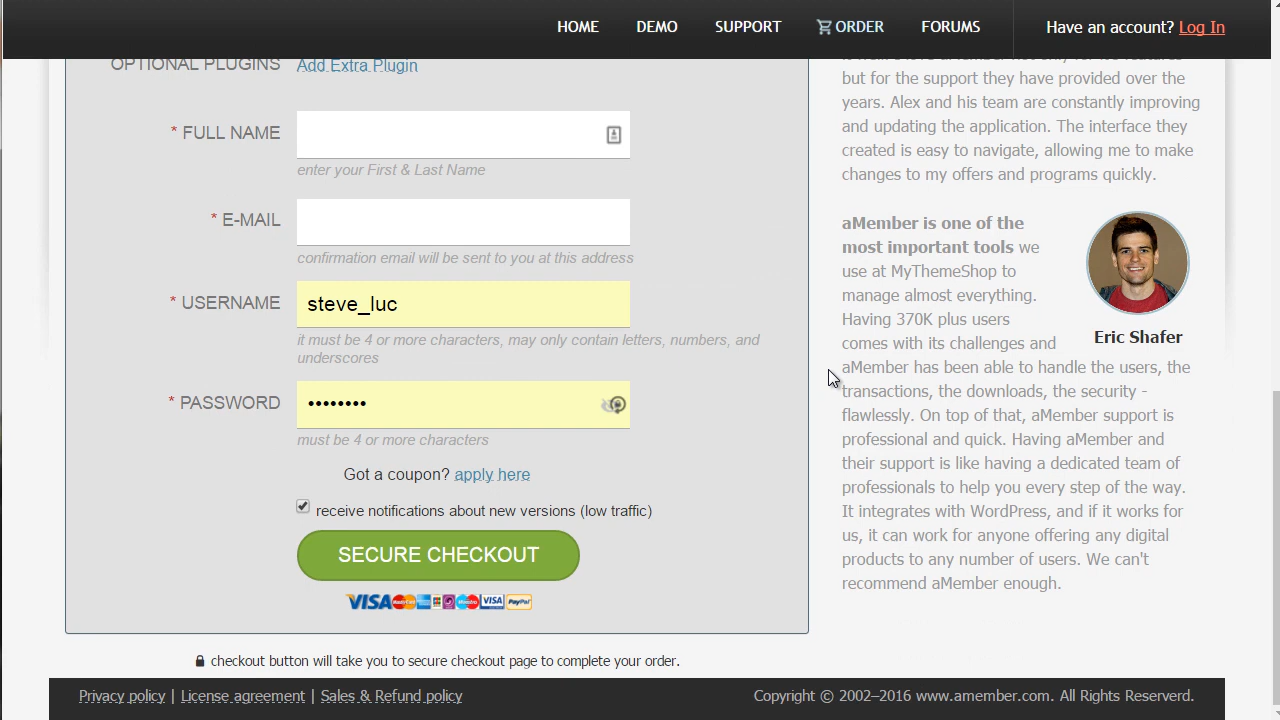 HOME DEMO SUPPORT ORDER FORUMS Have an account? Log In
OPTIONAL PLUGINS Add Extra Plugin
* FULL NAME
enter your First & Last Name
* E-MAIL
confirmation email will be sent to you at this address
* USERNAME steve_luc
it must be 4 or more characters, may only contain letters, numbers, and
underscores
* PASSWORD ••••••••
must be 4 or more characters
Got a coupon? apply here
receive notifications about new versions (low traffic)
SECURE CHECKOUT
VISA MasterCard VISA PayPal
checkout button will take you to secure checkout page to complete your order.
but for the support they have provided over the
years. Alex and his team are constantly improving
and updating the application. The interface they
created is easy to navigate, allowing me to make
changes to my offers and programs quickly.
aMember is one of the
most important tools we
use at MyThemeShop to
manage almost everything.
Having 370K plus users
comes with its challenges and
Eric Shafer
aMember has been able to handle the users, the
transactions, the downloads, the security -
flawlessly. On top of that, aMember support is
professional and quick. Having aMember and
their support is like having a dedicated team of
professionals to help you every step of the way.
It integrates with WordPress, and if it works for
us, it can work for anyone offering any digital
products to any number of users. We can't
recommend aMember enough.
Privacy policy | License agreement | Sales & Refund policy
Copyright © 2002–2016 www.amember.com. All Rights Reserverd.